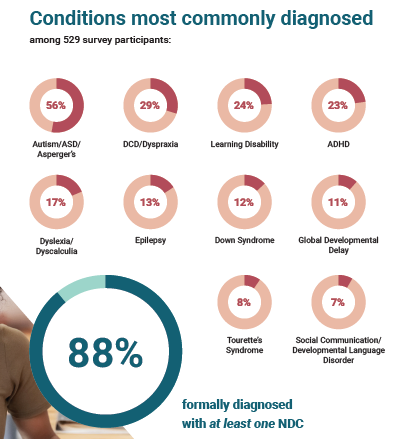 Conditions most commonly diagnosed
among 529 survey participants:
56%
29%
24%
23%
Autism/ASD/
Asperger's
DCD/Dyspraxia
Learning Disability
ADHD
17%
13%
12%
11%
Dyslexia/
Dyscalculia
Epilepsy
Down Syndrome
Global Developmental
Delay
8%
7%
Tourette's
Syndrome
Social Communication/
Developmental Language
Disorder
88%
formally diagnosed
with at least one NDC